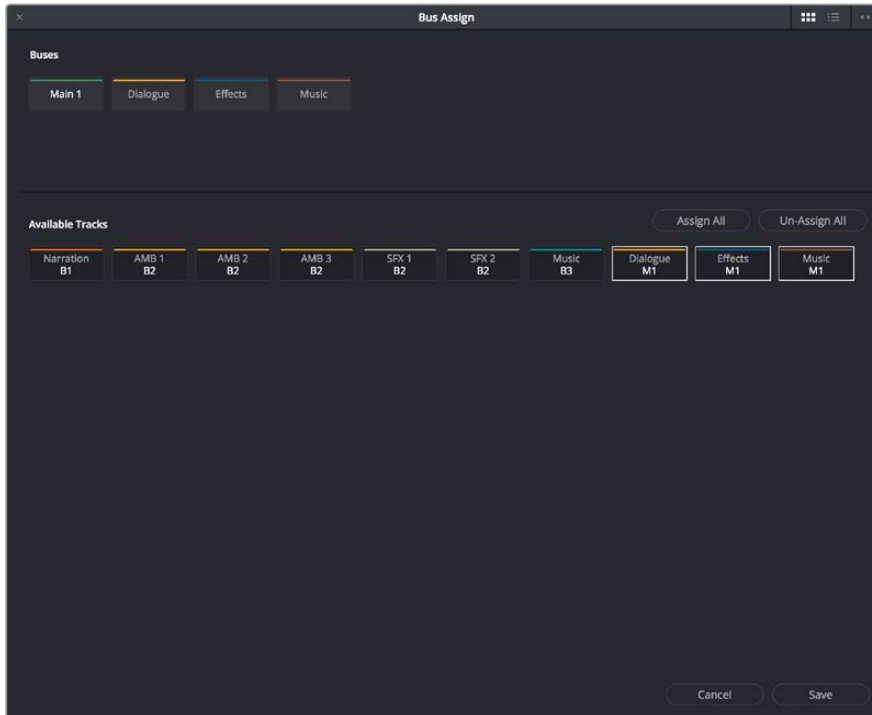 Bus Assign
Buses
Main 1 Dialogue Effects Music
Available Tracks
Assign All Un-Assign All
Narration AMB 1 AMB 2 AMB 3 SFX 1 SFX 2 Music Dialogue Effects Music
B1 B2 B2 B2 B2 B2 B3 M1 M1 M1
Cancel Save